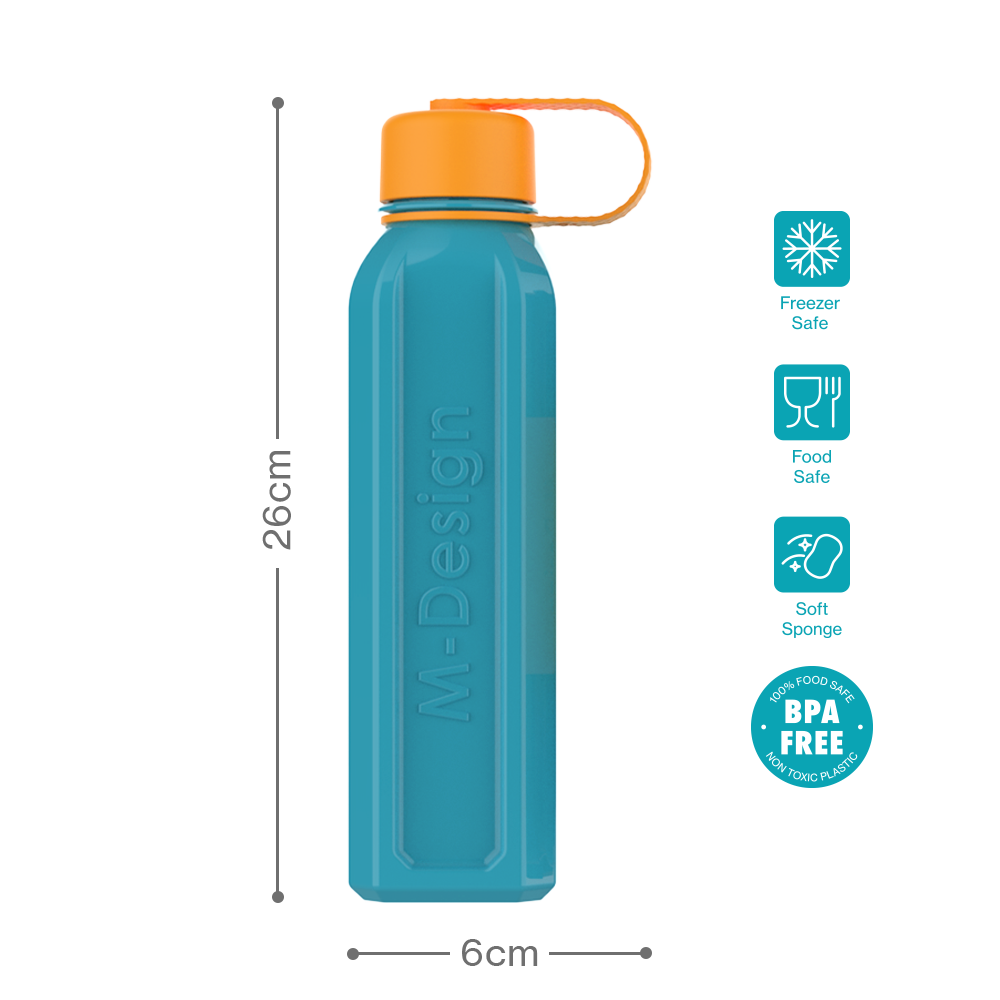 26cm
M-Design
6cm
Freezer
Safe
Food
Safe
Soft
Sponge
100% FOOD SAFE
BPA
FREE
NON TOXIC PLASTIC